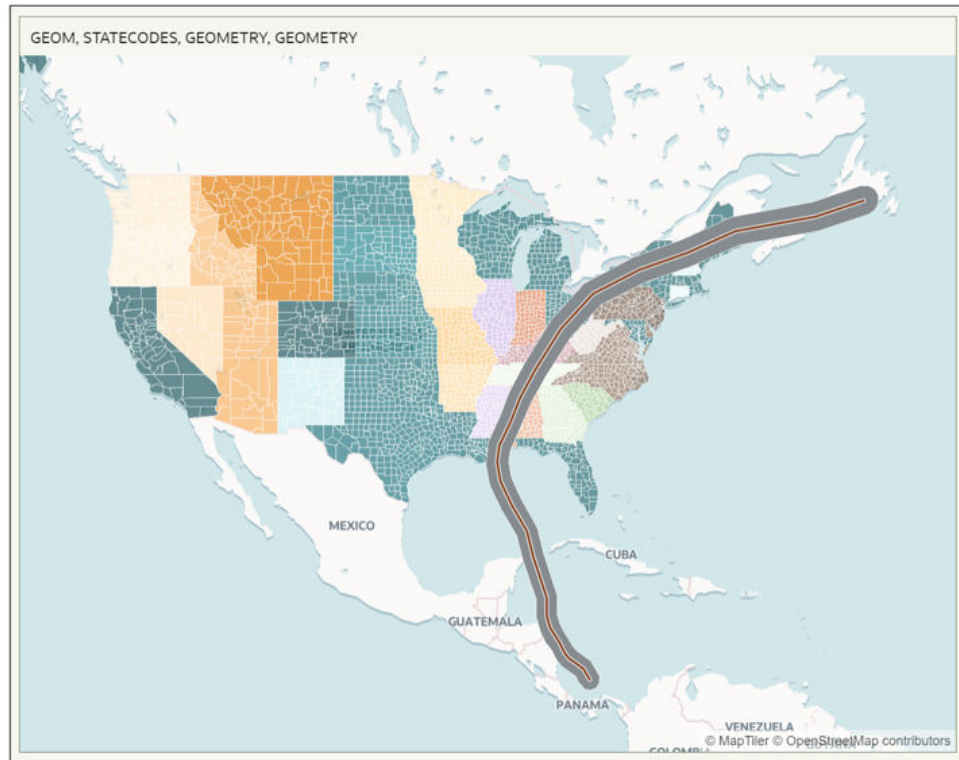 GEOM, STATECODES, GEOMETRY, GEOMETRY
MEXICO
CUBA
GUATEMALA
PANAMA
VENEZUELA
© MapTiler © OpenStreetMap contributors